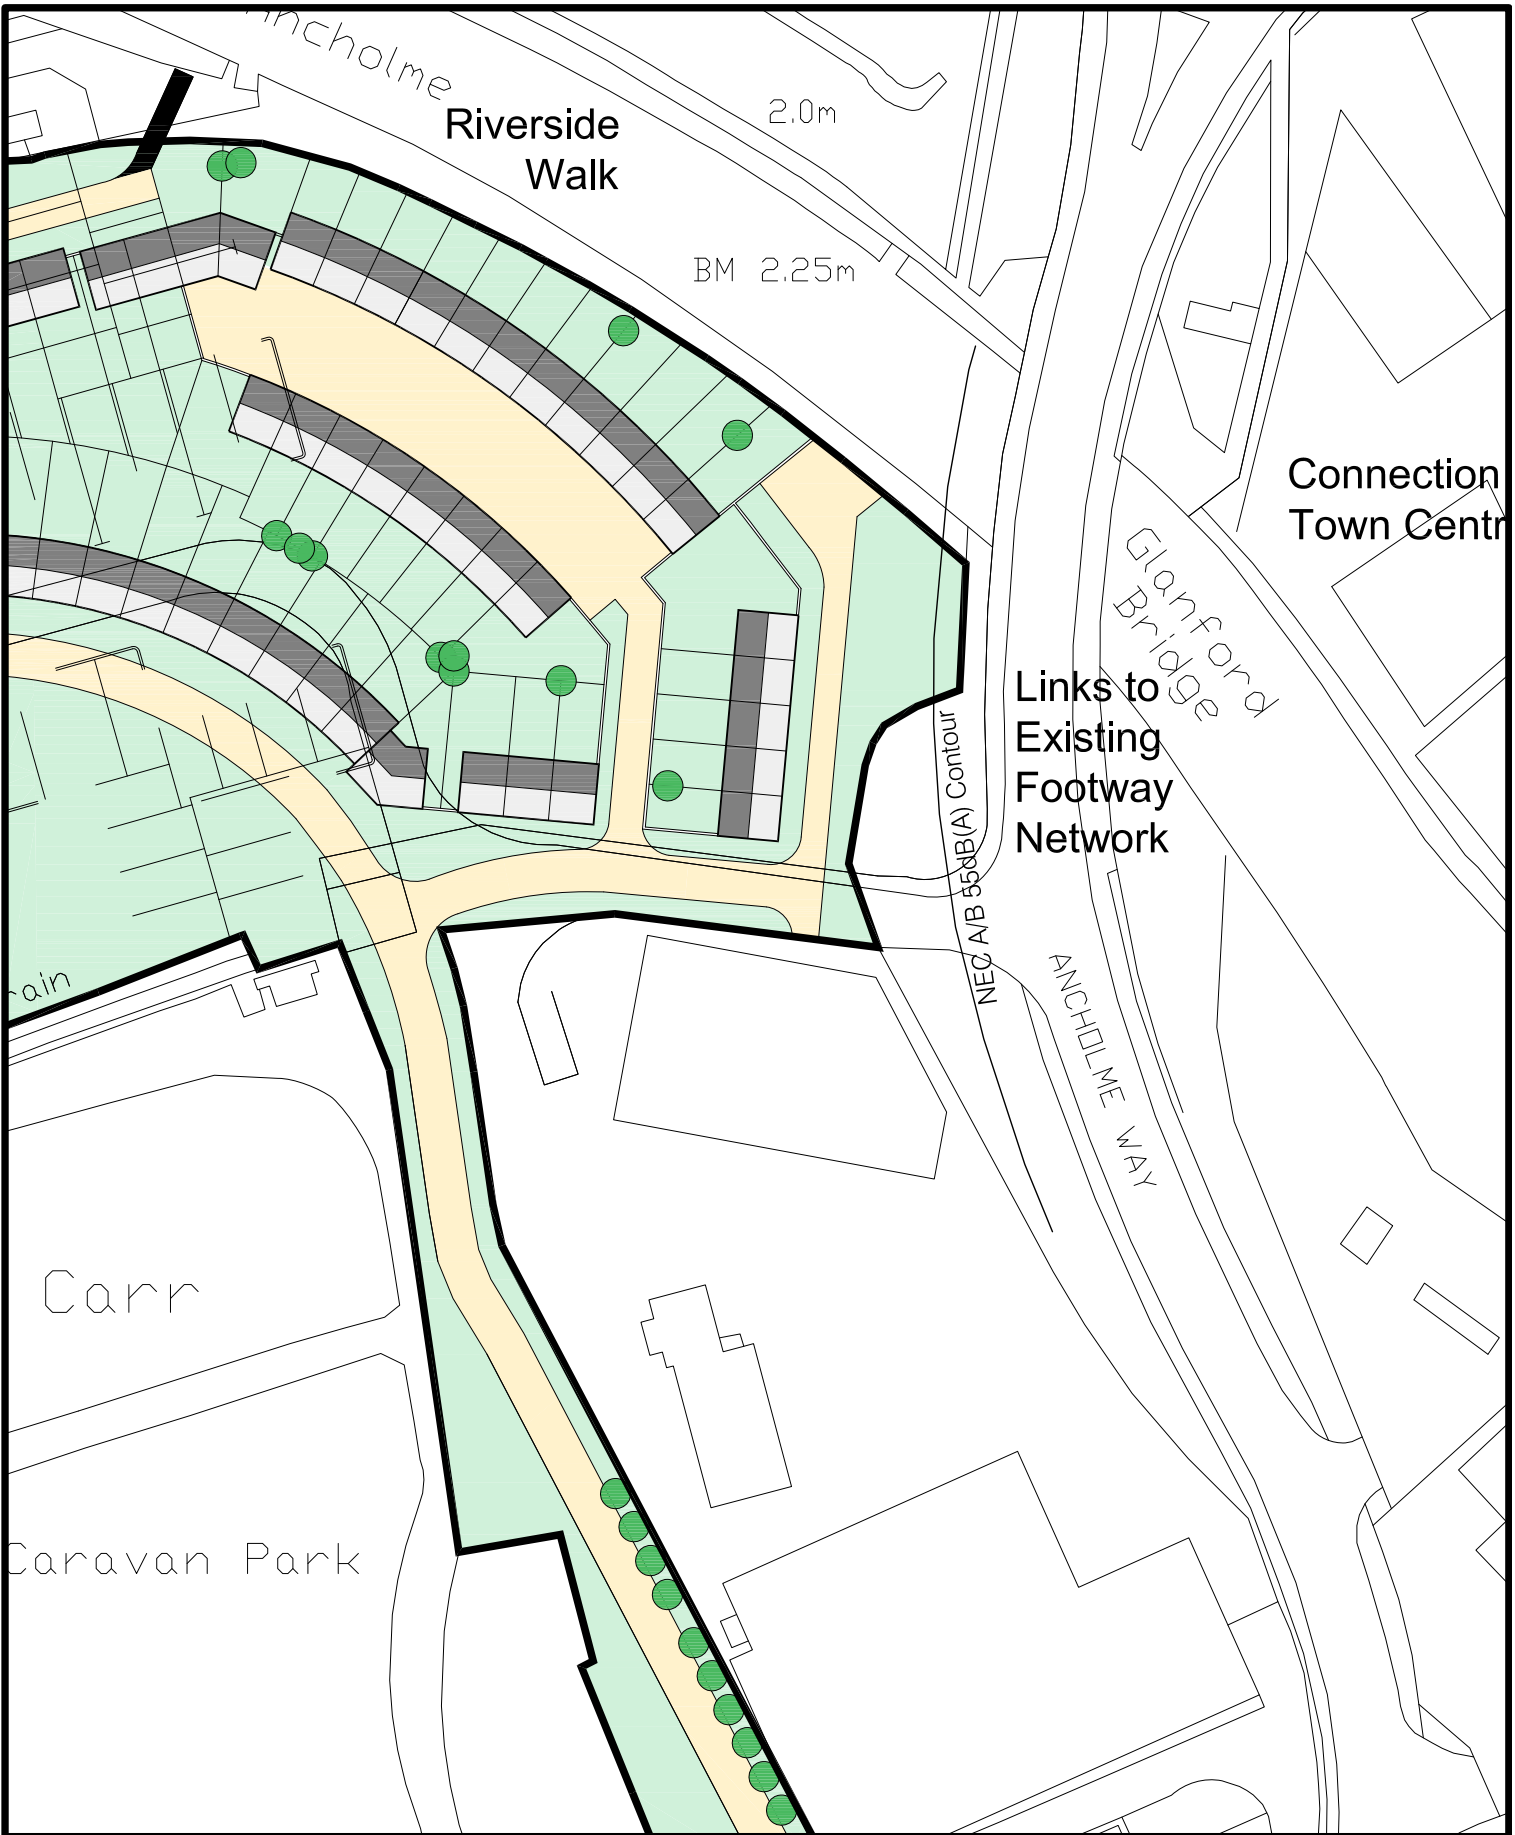 Riverside
Walk
2.0m
BM 2.25m
Connection
Town Centr
Glanford
Bridge
Links to
Existing
Footway
Network
NEC A/B 55dB(A) Contour
ANCHOLME WAY
rain
Carr
Caravan Park
ncholme